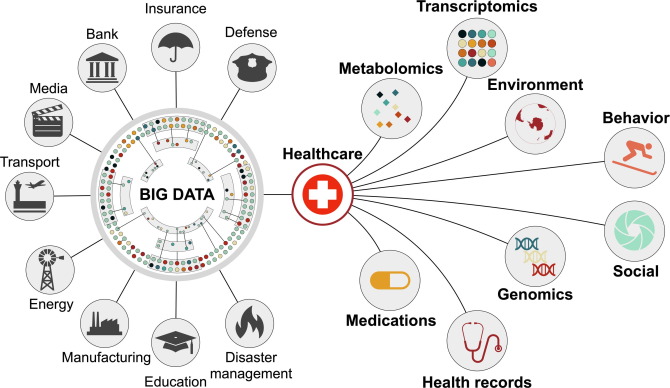 Insurance
Bank
Defense
Media
Transport
BIG DATA
Energy
Manufacturing
Education
Disaster
management
Healthcare
Transcriptomics
Metabolomics
Environment
Behavior
Social
Genomics
Medications
Health records